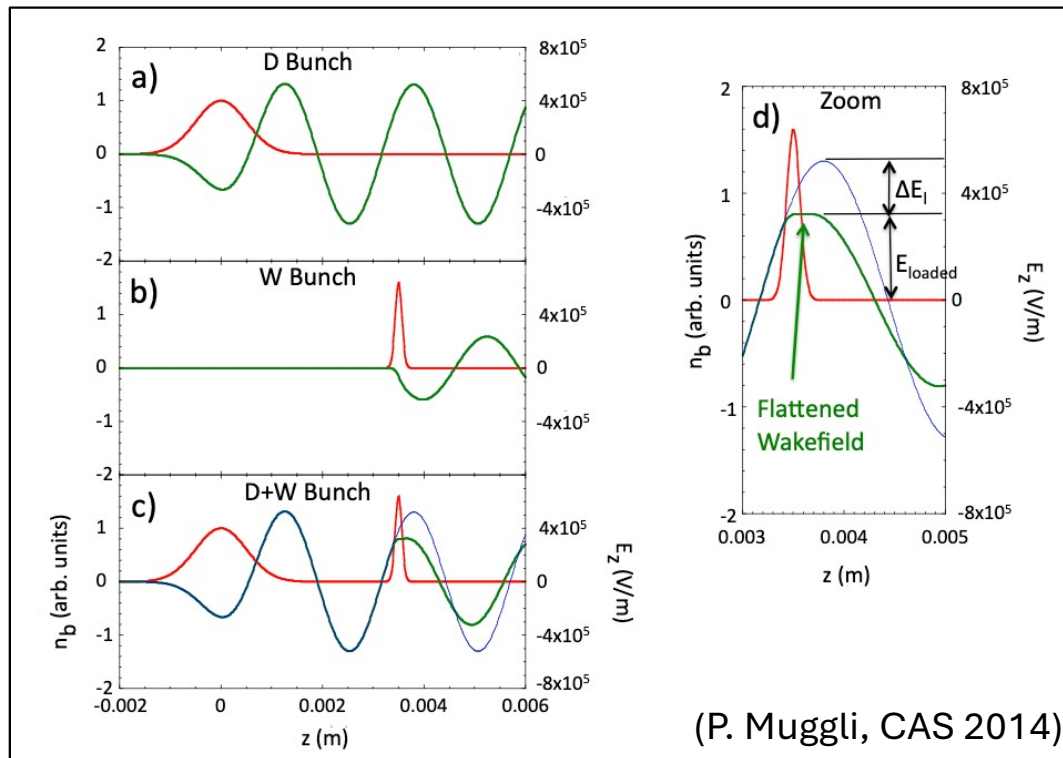 a)
D Bunch
2
1
0
-1
-2
8x10⁵
4x10⁵
0
-4x10⁵
b)
W Bunch
1
0
-1
-2
4x10⁵
0
-4x10⁵
c)
D+W Bunch
1
0
-1
-2
4x10⁵
0
-4x10⁵
-8x10⁵
n_b (arb. units)
E_z (V/m)
-0.002 0 0.002 0.004 0.006
z (m)
d)
Zoom
2
1
0
-1
-2
8x10⁵
4x10⁵
0
-4x10⁵
-8x10⁵
n_b (arb. units)
E_z (V/m)
ΔE_l
E_loaded
Flattened
Wakefield
0.003 0.004 0.005
z (m)
(P. Muggli, CAS 2014)